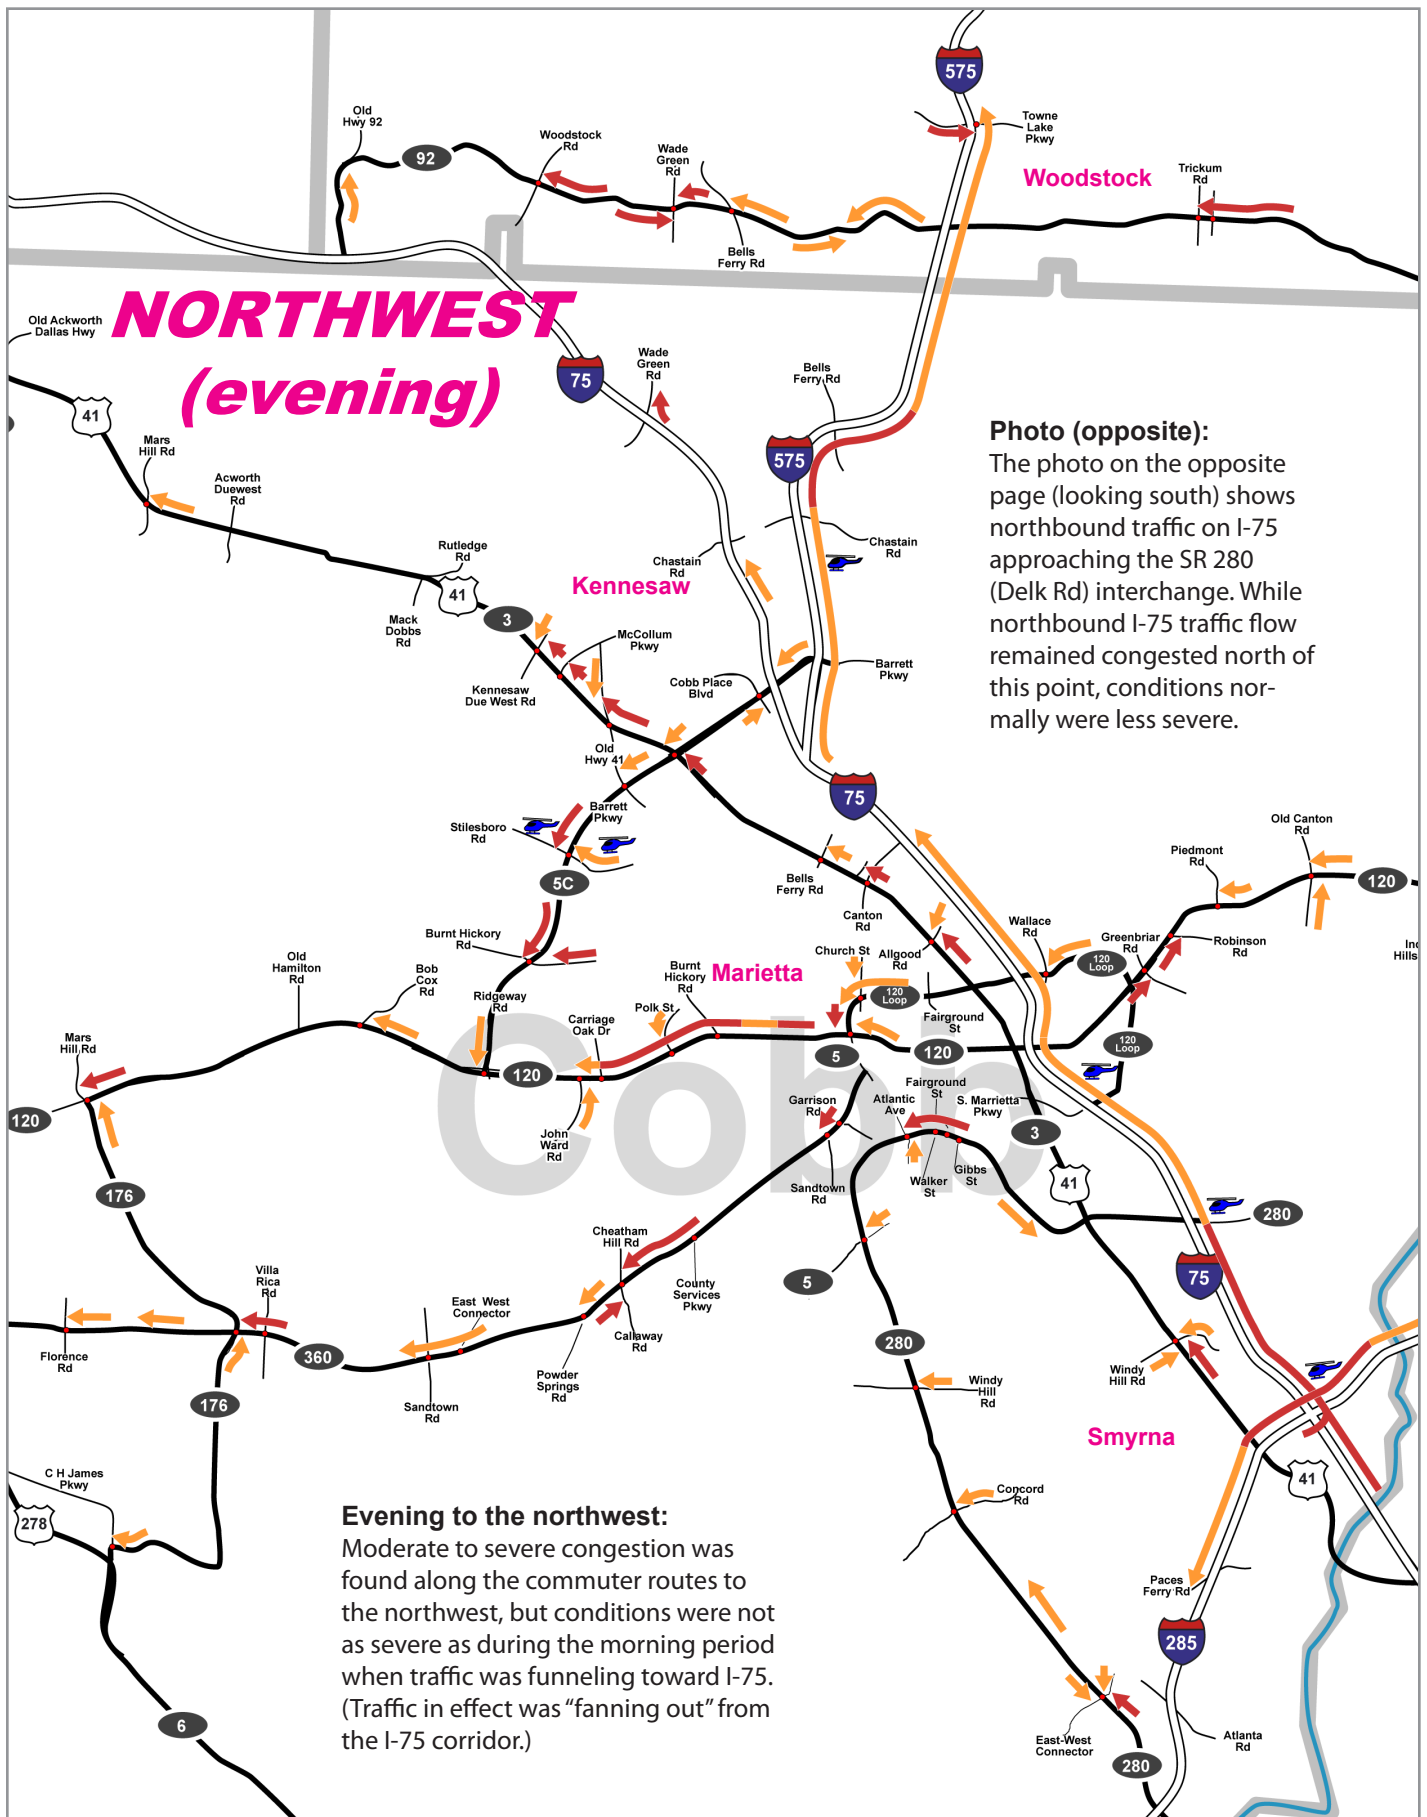 575
Old
Hwy 92
92
Woodstock
Rd
Wade
Green
Rd
Bells
Ferry Rd
Towne
Lake
Pkwy
Woodstock
Trickum
Rd
NORTHWEST
(evening)
Old Ackworth
Dallas Hwy
41
Mars
Hill Rd
Acworth
Duewest
Rd
75
Wade
Green
Rd
Bells
Ferry Rd
575
Photo (opposite):
The photo on the opposite
page (looking south) shows
northbound traffic on I-75
approaching the SR 280
(Delk Rd) interchange. While
northbound I-75 traffic flow
remained congested north of
this point, conditions nor-
mally were less severe.
Rutledge
Rd
41
Mack
Dobbs
Rd
3
Kennesaw
Chastain
Rd
Chastain
Rd
McCollum
Pkwy
Kennesaw
Due West Rd
Cobb Place
Blvd
Barrett
Pkwy
Old
Hwy 41
75
Barrett
Pkwy
Stilesboro
Rd
5C
Bells
Ferry Rd
Canton
Rd
Piedmont
Rd
Old Canton
Rd
120
Burnt Hickory
Rd
Old
Hamilton
Rd
Bob
Cox
Rd
Ridgeway
Rd
Marietta
Burnt
Hickory
Rd
Polk St
Carriage
Oak Dr
Church St
Allgood
Rd
120
Loop
Fairground
St
Wallace
Rd
120
Loop
Greenbriar
Rd
Robinson
Rd
Ind
Hills
Cobb
Mars
Hill Rd
120
120
5
120
120
Loop
John
Ward
Rd
Garrison
Rd
Atlantic
Ave
Fairground
St
S. Marietta
Pkwy
3
176
Sandtown
Rd
Walker
St
Gibbs
St
41
280
Cheatham
Hill Rd
County
Services
Pkwy
5
75
Villa
Rica
Rd
East West
Connector
Callaway
Rd
Florence
Rd
360
280
Powder
Springs
Rd
Sandtown
Rd
176
Windy
Hill
Rd
Windy
Hill Rd
Smyrna
C H James
Pkwy
278
Concord
Rd
41
Evening to the northwest:
Moderate to severe congestion was
found along the commuter routes to
the northwest, but conditions were not
as severe as during the morning period
when traffic was funneling toward I-75.
(Traffic in effect was “fanning out” from
the I-75 corridor.)
Paces
Ferry Rd
285
6
East-West
Connector
Atlanta
Rd
280